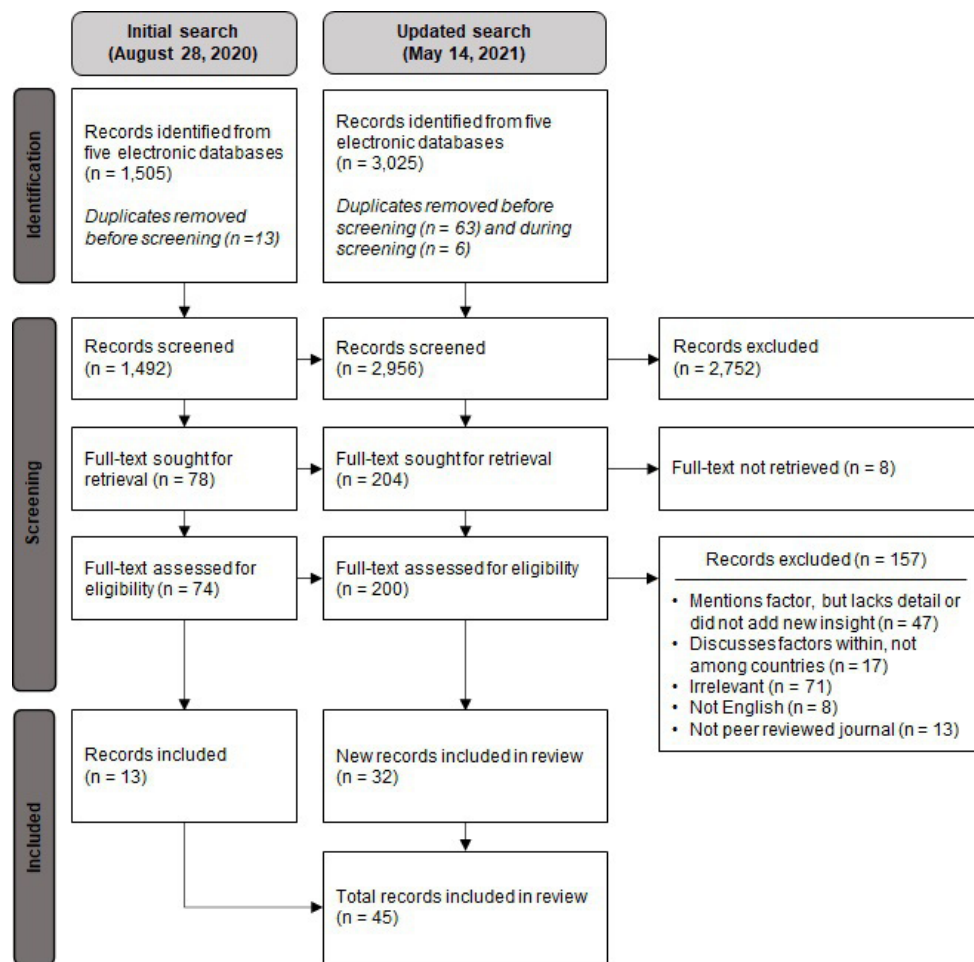 Initial search
(August 28, 2020)
Updated search
(May 14, 2021)
Identification
Records identified from
five electronic databases
(n = 1,505)
Duplicates removed
before screening (n =13)
Records identified from five
electronic databases
(n = 3,025)
Duplicates removed before
screening (n = 63) and during
screening (n = 6)
Screening
Records screened
(n = 1,492)
Records screened
(n = 2,956)
Records excluded
(n = 2,752)
Full-text sought for
retrieval (n = 78)
Full-text sought for retrieval
(n = 204)
Full-text not retrieved (n = 8)
Full-text assessed for
eligibility (n = 74)
Full-text assessed for eligibility
(n = 200)
Records excluded (n = 157)
• Mentions factor, but lacks detail or
did not add new insight (n = 47)
• Discusses factors within, not
among countries (n = 17)
• Irrelevant (n = 71)
• Not English (n = 8)
• Not peer reviewed journal (n = 13)
Included
Records included
(n = 13)
New records included in review
(n = 32)
Total records included in review
(n = 45)